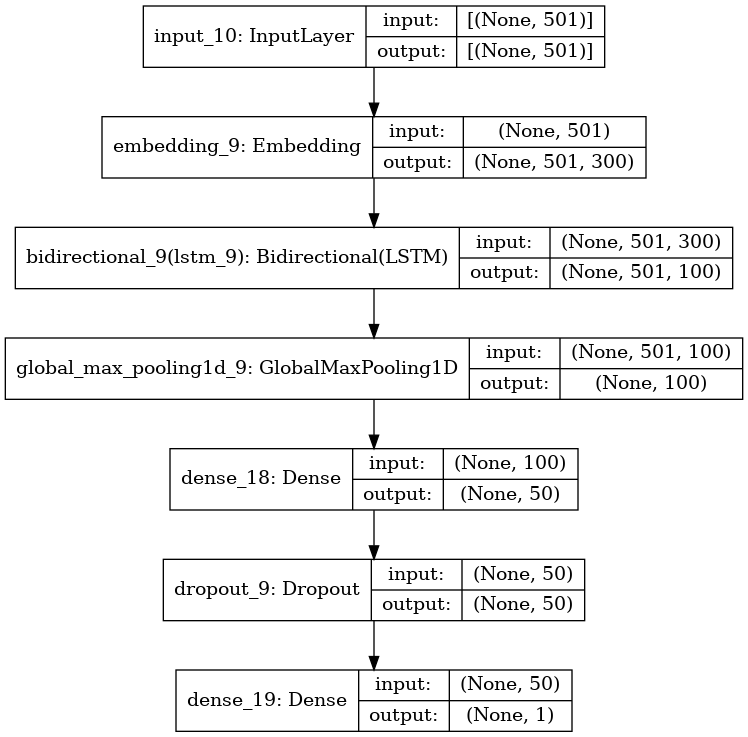 input_10: InputLayer
input: [(None, 501)]
output: [(None, 501)]
embedding_9: Embedding
input: (None, 501)
output: (None, 501, 300)
bidirectional_9(lstm_9): Bidirectional(LSTM)
input: (None, 501, 300)
output: (None, 501, 100)
global_max_pooling1d_9: GlobalMaxPooling1D
input: (None, 501, 100)
output: (None, 100)
dense_18: Dense
input: (None, 100)
output: (None, 50)
dropout_9: Dropout
input: (None, 50)
output: (None, 50)
dense_19: Dense
input: (None, 50)
output: (None, 1)